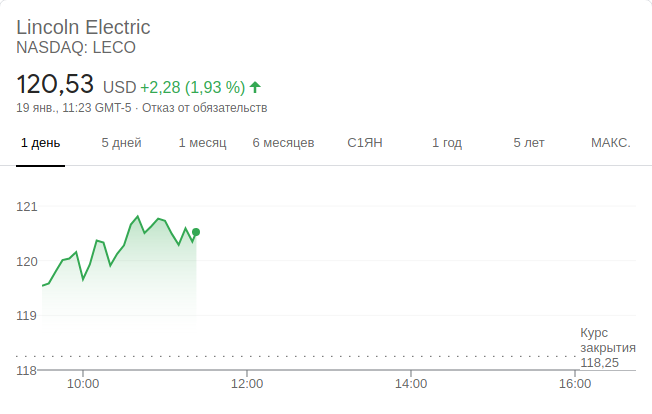 Lincoln Electric
NASDAQ: LECO
120,53 USD +2,28 (1,93 %)
19 янв., 11:23 GMT-5 · Отказ от обязательств
1 день 5 дней 1 месяц 6 месяцев С1ЯН 1 год 5 лет МАКС.
121
120
119
Курс
закрытия
118,25
118
10:00 12:00 14:00 16:00